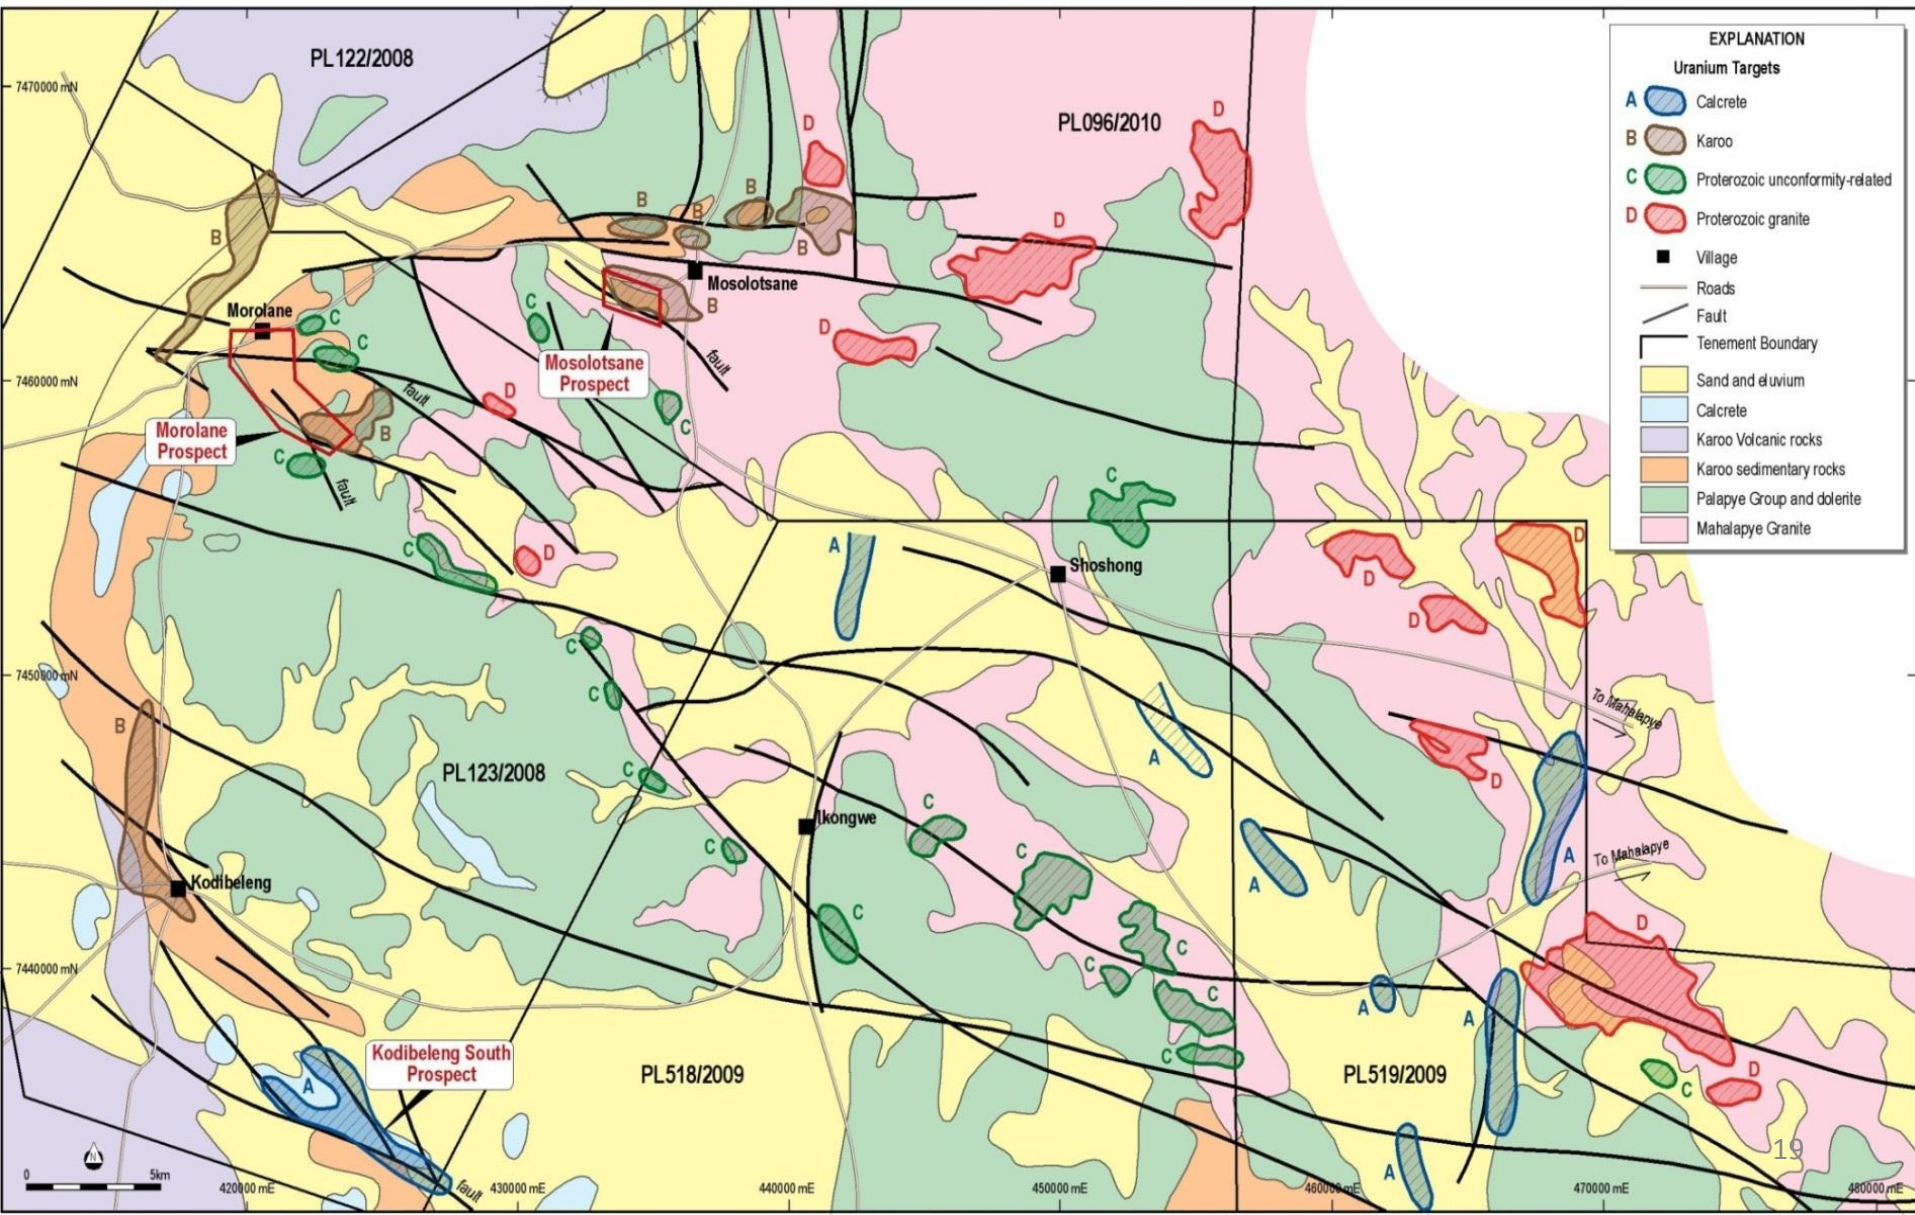 PL122/2008
EXPLANATION
Uranium Targets
A Calcrete
B Karoo
C Proterozoic unconformity-related
D Proterozoic granite
Village
Roads
Fault
Tenement Boundary
Sand and eluvium
Calcrete
Karoo Volcanic rocks
Karoo sedimentary rocks
Palapye Group and dolerite
Mahalapye Granite
7470000 mN
PL096/2010
D
D
B
B
B
B
B
D
Mosolotsane
B
C
Morolane
C
D
C
Mosolotsane
Prospect
fault
7460000 mN
fault
D
C
Morolane
Prospect
B
C
fault
C
C
D
A
Shoshong
D
D
D
C
7450000 mN
C
To Mahalapye
B
A
D
PL123/2008
C
C
Ikongwe
C
C
A
A
To Mahalapye
Kodibeleng
C
C
D
C
7440000 mN
C
A
A
Kodibeleng South
Prospect
C
A
PL518/2009
PL519/2009
D
C
A
19
N
0 5km
fault
420000 mE
430000 mE
440000 mE
450000 mE
460000 mE
470000 mE
480000 mE